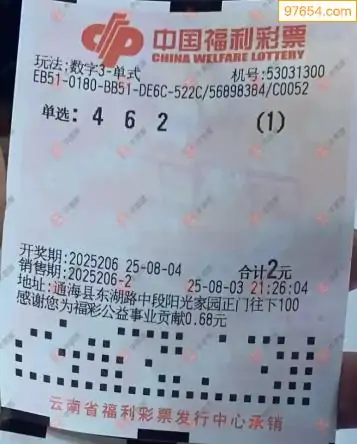 97654.com
中国福利彩票
CHINA WELFARE LOTTERY
玩法:数字3-单式 机号:53031300
EB51-0180-BB51-DE6C-522C/56898384/C0052
单选: 4 6 2 (1)
开奖期:2025206 25-08-04 合计2元
销售期:2025206-2 25-08-03 21:26:04
地址:通海县东湖路中段阳光家园正门往下100
感谢您为福彩公益事业贡献0.68元
云南省福利彩票发行中心承销